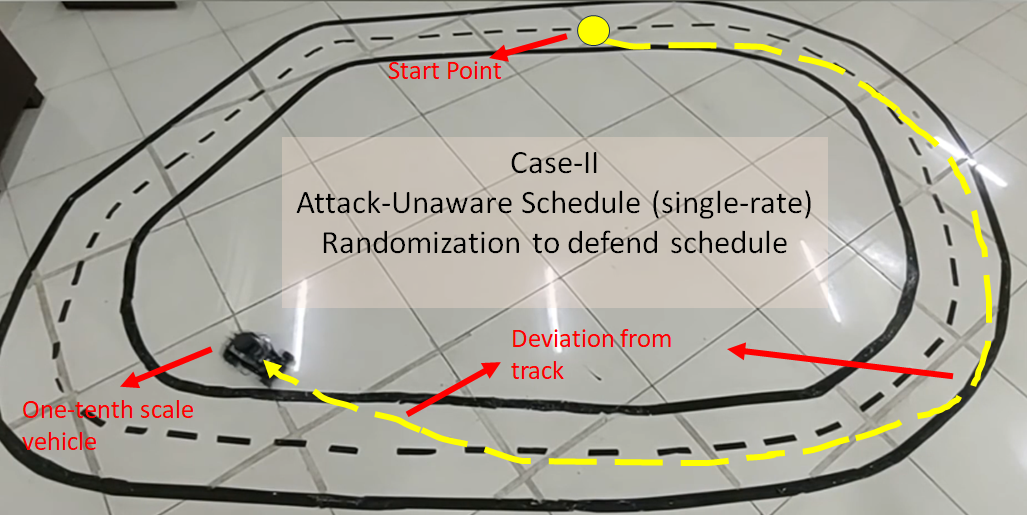 Start Point
Case-II
Attack-Unaware Schedule (single-rate)
Randomization to defend schedule
Deviation from
track
One-tenth scale
vehicle